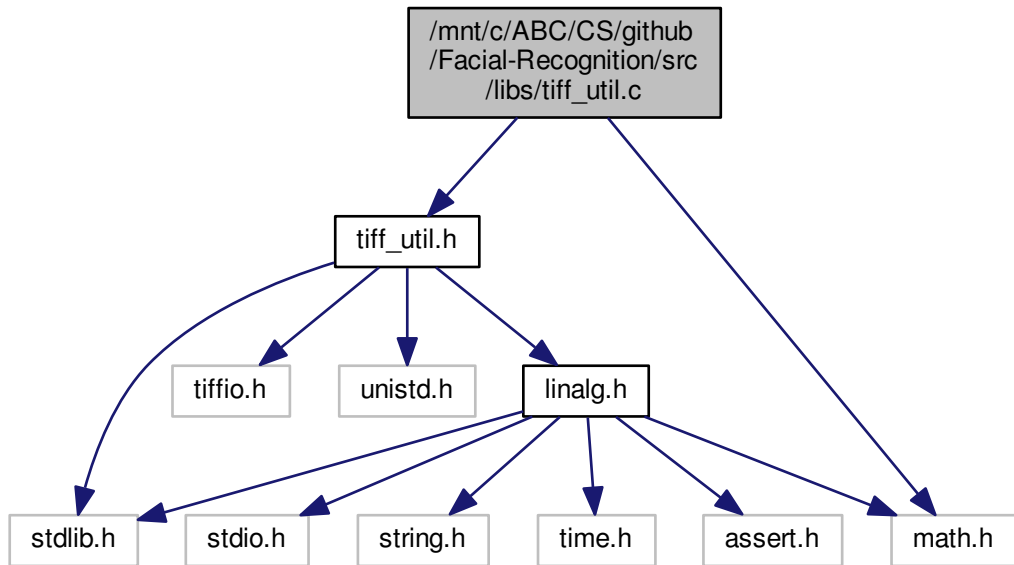 /mnt/c/ABC/CS/github
/Facial-Recognition/src
/libs/tiff_util.c
tiff_util.h
tiffio.h
unistd.h
linalg.h
stdlib.h
stdio.h
string.h
time.h
assert.h
math.h